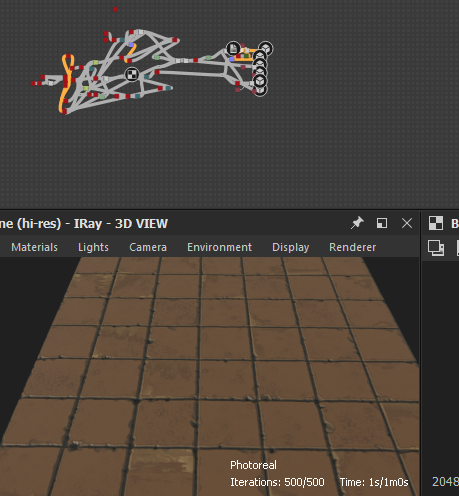 ne (hi-res) - IRay - 3D VIEW
B
Materials Lights Camera Environment Display Renderer
Photoreal
Iterations: 500/500 Time: 1s/1m0s
2048